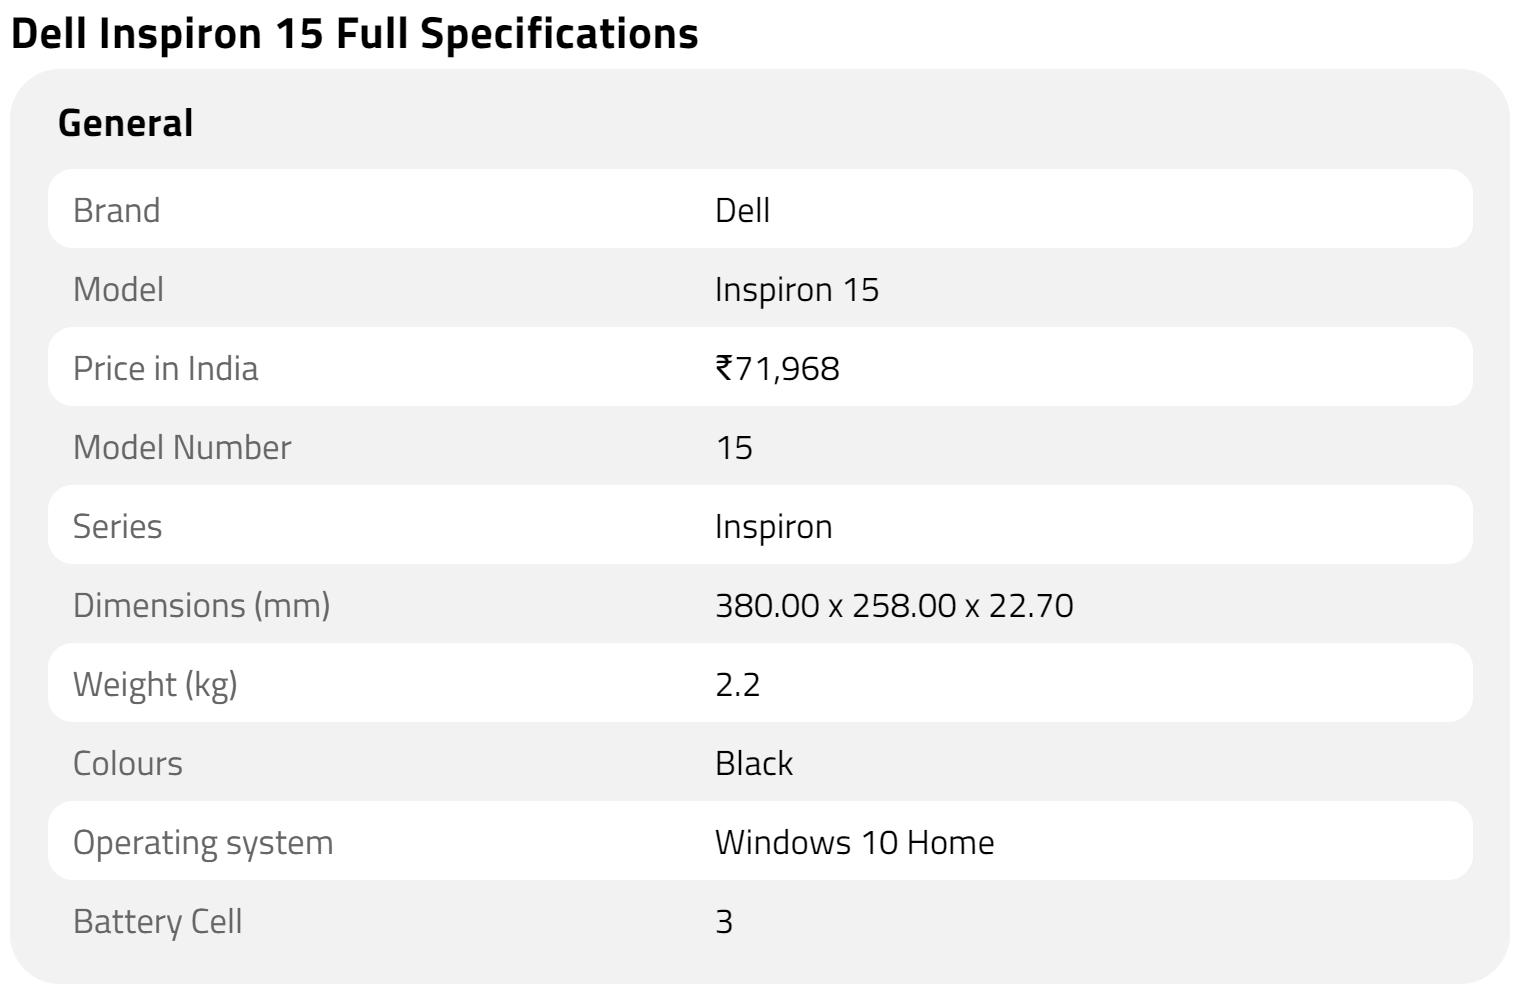 Dell Inspiron 15 Full Specifications
General
Brand Dell
Model Inspiron 15
Price in India ₹71,968
Model Number 15
Series Inspiron
Dimensions (mm) 380.00 x 258.00 x 22.70
Weight (kg) 2.2
Colours Black
Operating system Windows 10 Home
Battery Cell 3